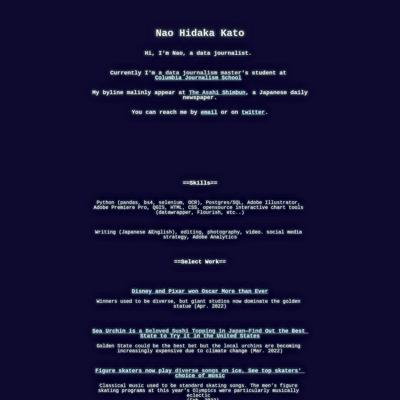 Nao Hidaka Kato
Hi, I'm Nao, a data journalist.
Currently I'm a data journalism master's student at
Columbia Journalism School
My byline malinly appear at The Asahi Shimbun, a Japanese daily
newspaper.
You can reach me by email or on twitter.
==Skills==
Python (pandas, bs4, selenium, OCR), Postgres/SQL, Adobe Illustrator,
Adobe Premiere Pro, QGIS, HTML, CSS, opensource interactive chart tools
(datawrapper, Flourish, etc..)
Writing (Japanese &English), editing, photography, video. social media
strategy, Adobe Analytics
==Select Work==
Disney and Pixar won Oscar More than Ever
Winners used to be diverse, but giant studios now dominate the golden
statue (Apr. 2022)
Sea Urchin is a Beloved Sushi Topping in Japan—Find Out the Best
State to Try it in the United States
Golden State could be the best bet but the local urchins are becoming
increasingly expensive due to climate change (Mar. 2022)
Figure skaters now play diverse songs on ice. See top skaters'
choice of music
Classical music used to be standard skating songs. The men's figure
skating programs at this year's Olympics were particularly musically
eclectic
(Feb. 2022)